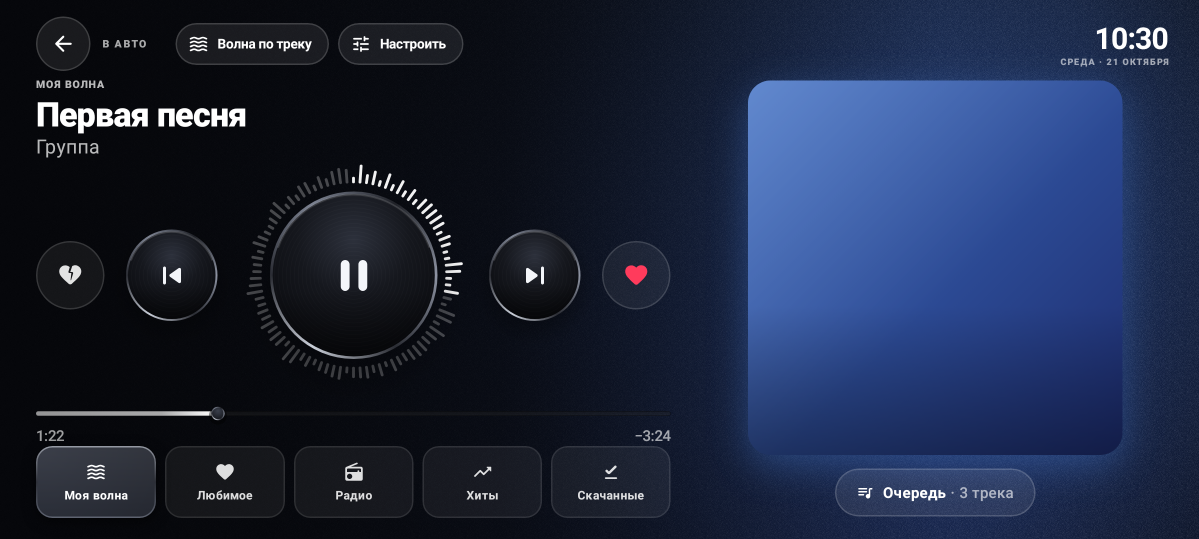 В АВТО
Волна по треку
Настроить
10:30
СРЕДА · 21 ОКТЯБРЯ
МОЯ ВОЛНА
Первая песня
Группа
1:22
−3:24
Моя волна
Любимое
Радио
Хиты
Скачанные
Очередь · 3 трека